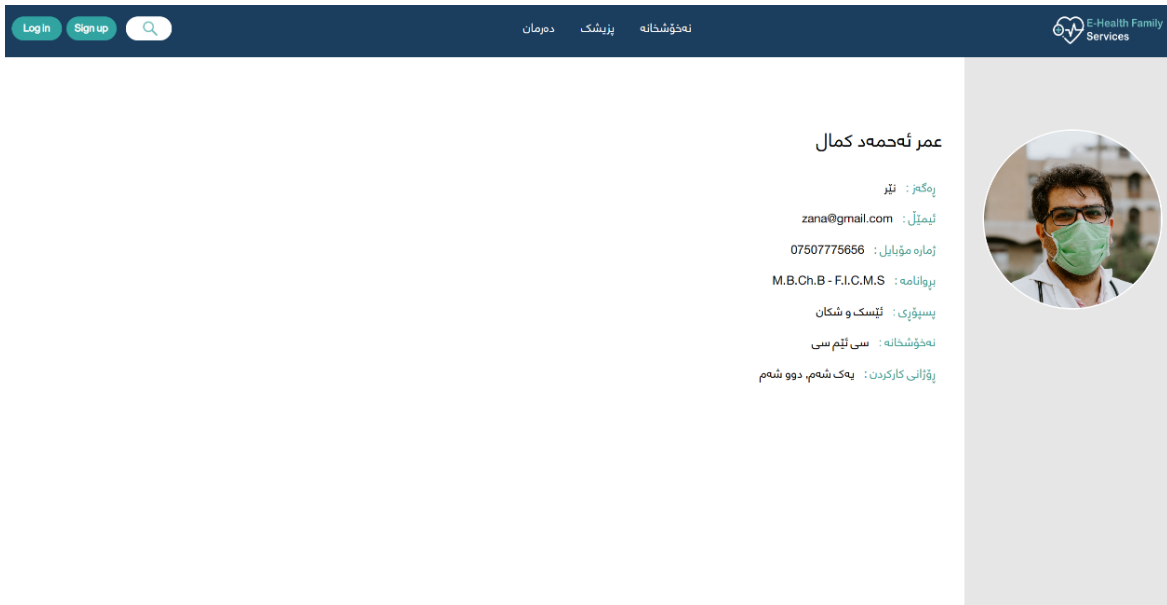 E-Health Family
Services
نەخۆشخانە
پزیشک
دەرمان
Sign up
Log in
عمر ئەحمەد کمال
ڕەگەز : نێر
ئیمێڵ : zana@gmail.com
ژمارە مۆبایل : 07507775656
بڕوانامە : M.B.Ch.B - F.I.C.M.S
پسپۆڕی : ئێسک و شکان
نەخۆشخانە : سی ئێم سی
ڕۆژانی کارکردن : یەک شەم, دوو شەم